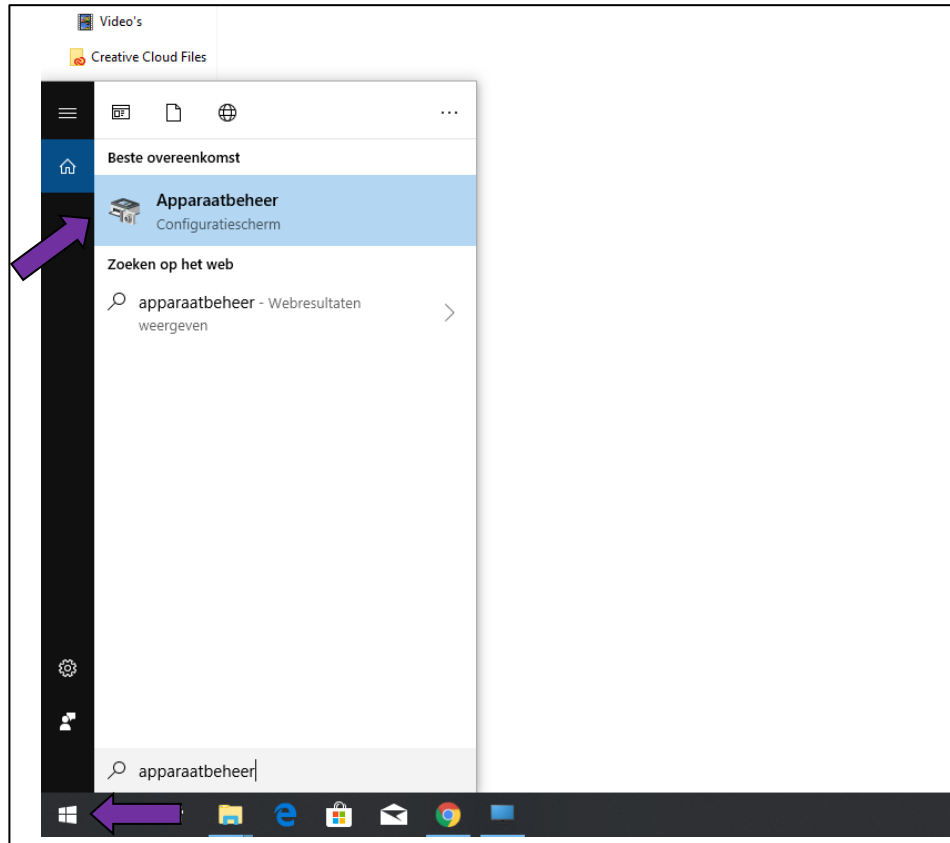 Video's
Creative Cloud Files
Beste overeenkomst
Apparaatbeheer
Configuratiescherm
Zoeken op het web
apparaatbeheer - Webresultaten
weergeven
apparaatbeheer